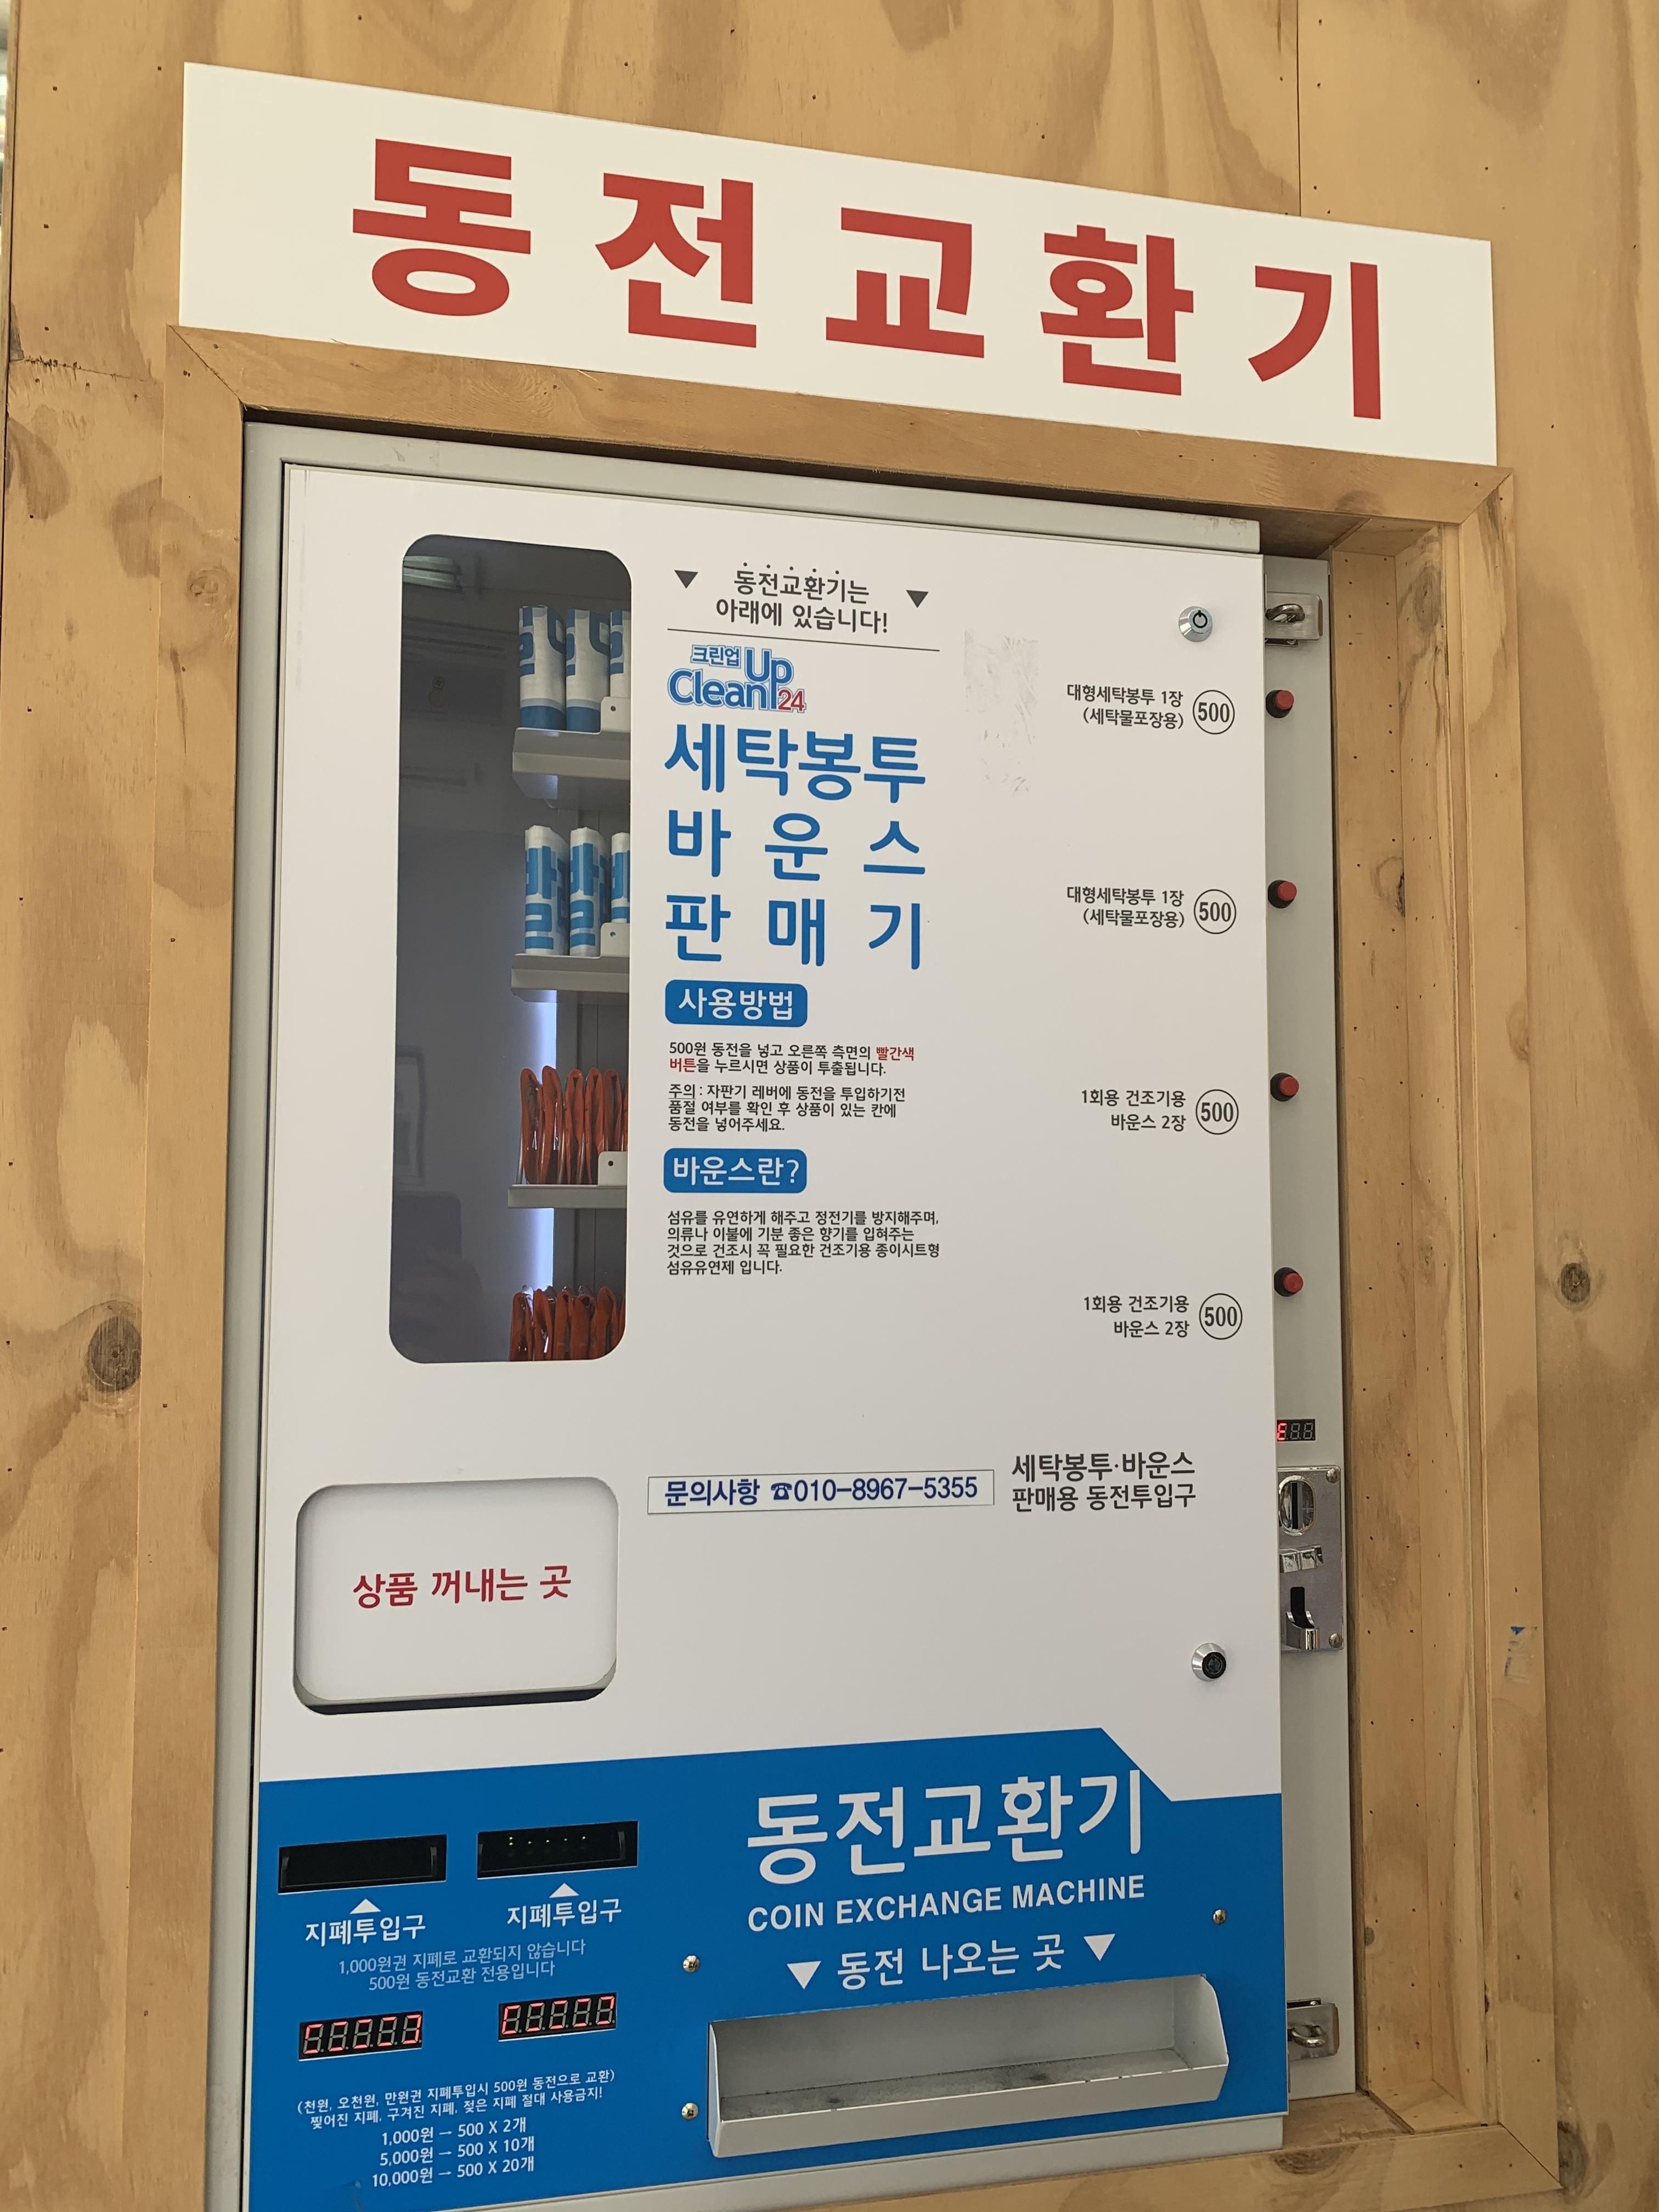 동전교환기
동전교환기는
아래에 있습니다!
크린업
Clean Up 24
세탁봉투
바운스
판매기
사용방법
500원 동전을 넣고 오른쪽 측면의 빨간색
버튼을 누르시면 상품이 투출됩니다.
주의 : 자판기 레버에 동전을 투입하기전
품절 여부를 확인 후 상품이 있는 칸에
동전을 넣어주세요.
바운스란?
섬유를 유연하게 해주고 정전기를 방지해주며,
의류나 이불에 기분 좋은 향기를 입혀주는
것으로 건조시 꼭 필요한 건조기용 종이시트형
섬유유연제 입니다.
대형세탁봉투 1장
(세탁물포장용) 500
대형세탁봉투 1장
(세탁물포장용) 500
1회용 건조기용
바운스 2장 500
1회용 건조기용
바운스 2장 500
문의사항 ☎010-8967-5355
세탁봉투·바운스
판매용 동전투입구
상품 꺼내는 곳
동전교환기
COIN EXCHANGE MACHINE
▼ 동전 나오는 곳 ▼
지폐투입구
지폐투입구
1,000원권 지폐로 교환되지 않습니다
500원 동전교환 전용입니다
(천원, 오천원, 만원권 지폐투입시 500원 동전으로 교환)
찢어진 지폐, 구겨진 지폐, 젖은 지폐 절대 사용금지!
1,000원 → 500 X 2개
5,000원 → 500 X 10개
10,000원 → 500 X 20개